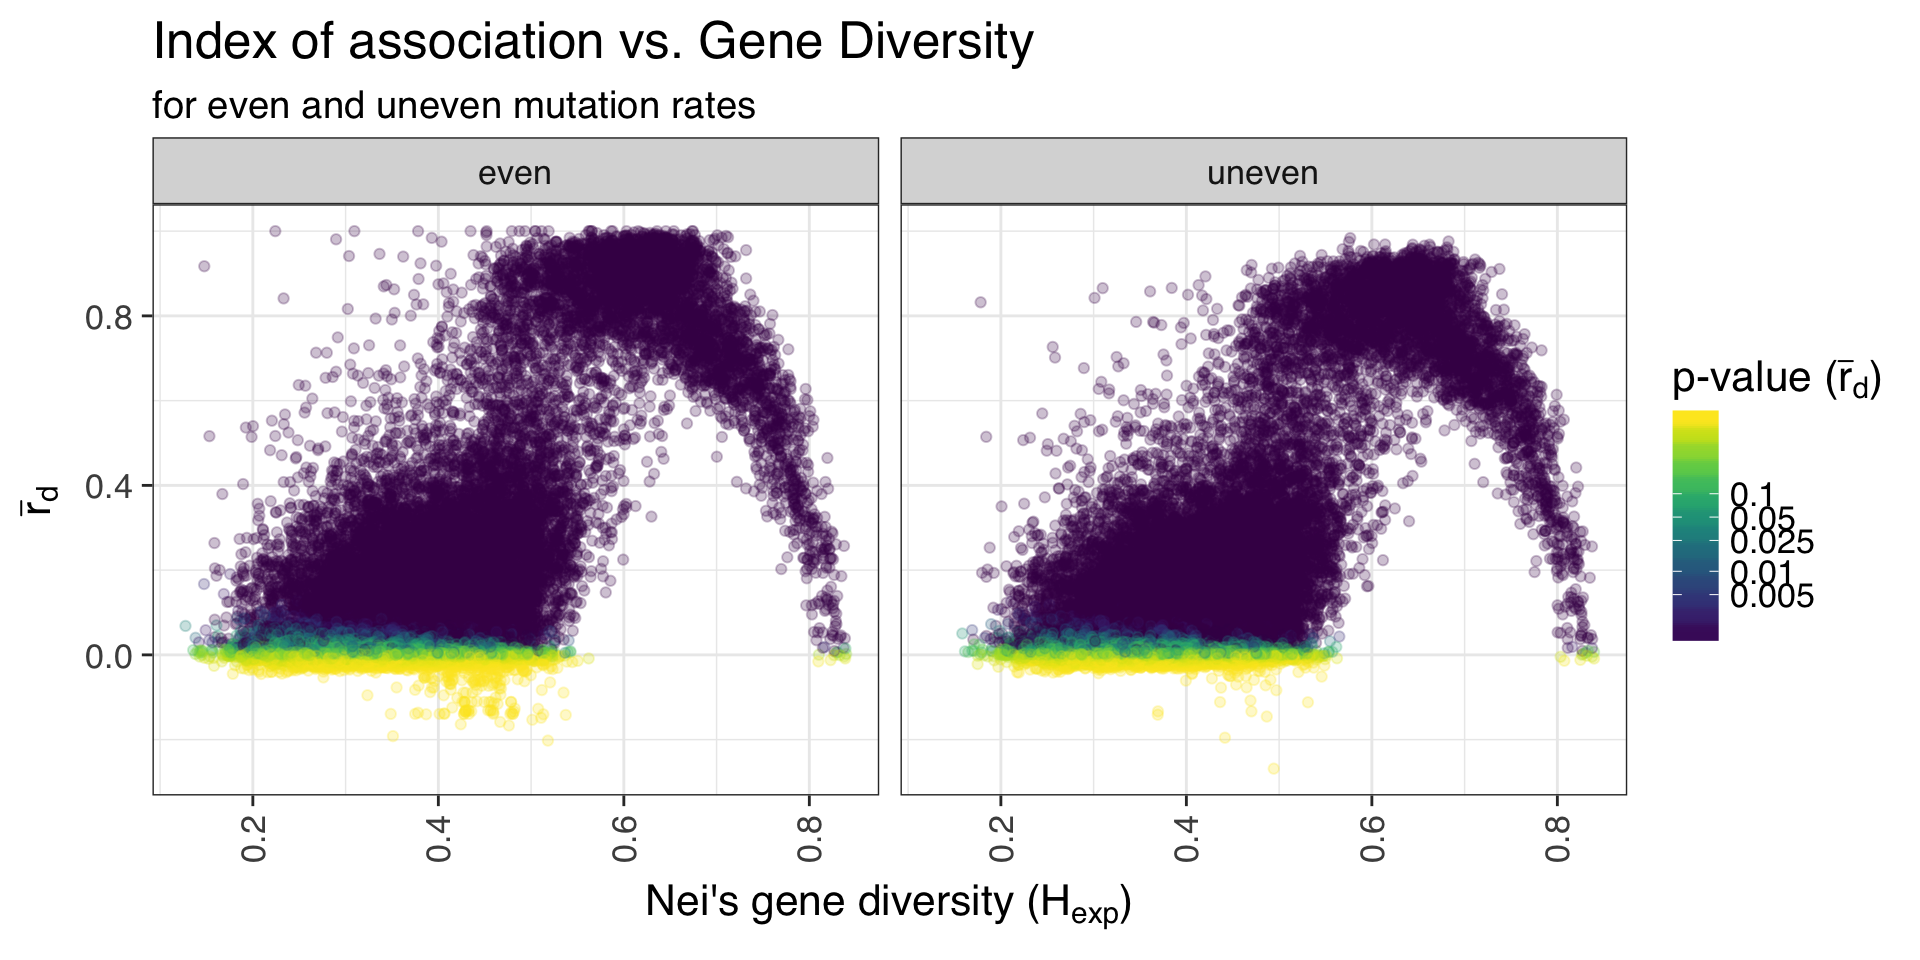 Index of association vs. Gene Diversity
for even and uneven mutation rates
even
uneven
0.8
0.4
0.0
r̄d
0.2
0.4
0.6
0.8
0.2
0.4
0.6
0.8
Nei's gene diversity (Hexp)
p-value (r̄d)
0.1
0.05
0.025
0.01
0.005